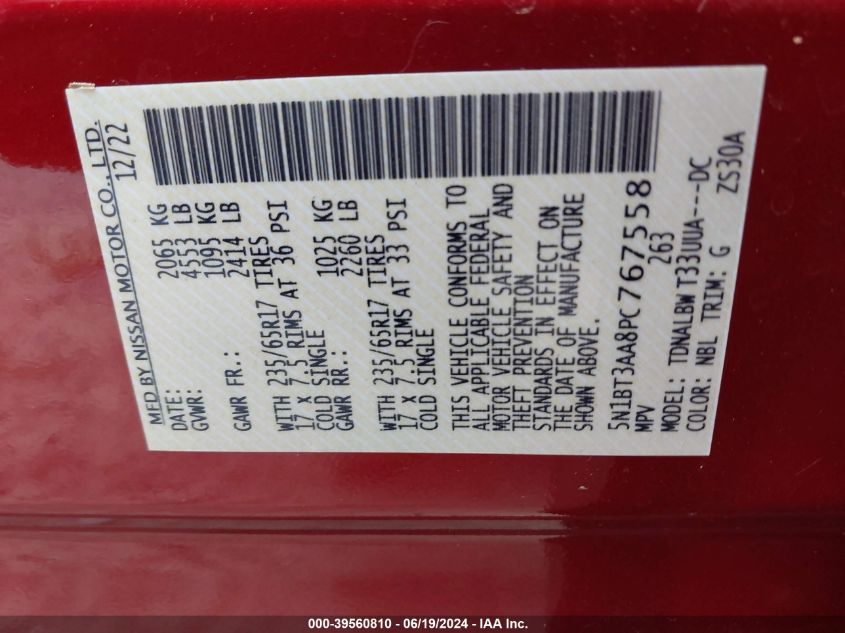 MFD BY NISSAN MOTOR CO., LTD.
DATE: 12/22
GVWR: 2065 KG
4553 LB
GAWR FR.: 1095 KG
2414 LB
WITH 235/65R17 TIRES
17 X 7.5 RIMS AT 36 PSI
COLD SINGLE
GAWR RR.: 1025 KG
2260 LB
WITH 235/65R17 TIRES
17 X 7.5 RIMS AT 33 PSI
COLD SINGLE
THIS VEHICLE CONFORMS TO
ALL APPLICABLE FEDERAL
MOTOR VEHICLE SAFETY AND
THEFT PREVENTION
STANDARDS IN EFFECT ON
THE DATE OF MANUFACTURE
SHOWN ABOVE.
5N1BT3AA8PC767558
MPV 263
MODEL: TDNALBW T33UUA----DC
COLOR: NBL TRIM: G ZS30A
000-39560810 - 06/19/2024 - IAA Inc.